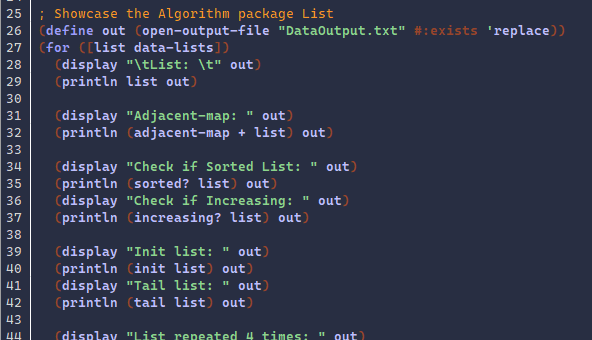 25 ; Showcase the Algorithm package List
26 (define out (open-output-file "DataOutput.txt" #:exists 'replace))
27 (for ([list data-lists])
28 (display "\tList: \t" out)
29 (println list out)
30
31 (display "Adjacent-map: " out)
32 (println (adjacent-map + list) out)
33
34 (display "Check if Sorted List: " out)
35 (println (sorted? list) out)
36 (display "Check if Increasing: " out)
37 (println (increasing? list) out)
38
39 (display "Init list: " out)
40 (println (init list) out)
41 (display "Tail list: " out)
42 (println (tail list) out)
43
44 (display "List repeated 4 times: " out)